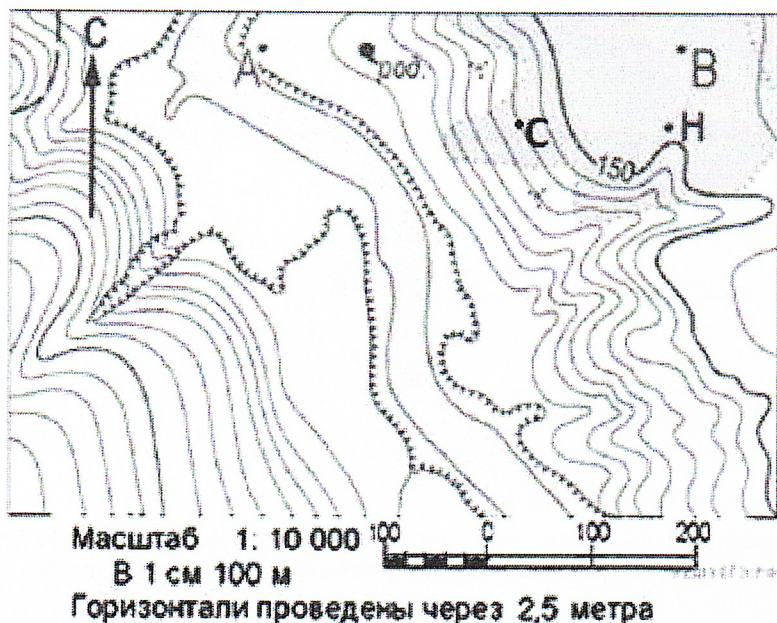 С
А
род.
В
С
Н
150
Масштаб 1: 10 000
100 0 100 200
В 1 см 100 м
Горизонтали проведены через 2,5 метра